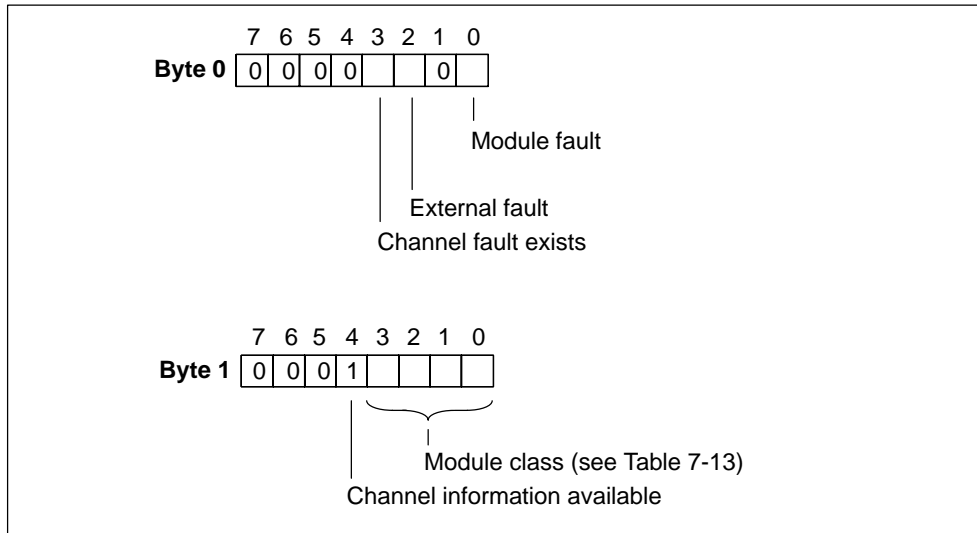 7 6 5 4 3 2 1 0
Byte 0 0 0 0 0 0
Module fault
External fault
Channel fault exists
7 6 5 4 3 2 1 0
Byte 1 0 0 0 1
Module class (see Table 7-13)
Channel information available